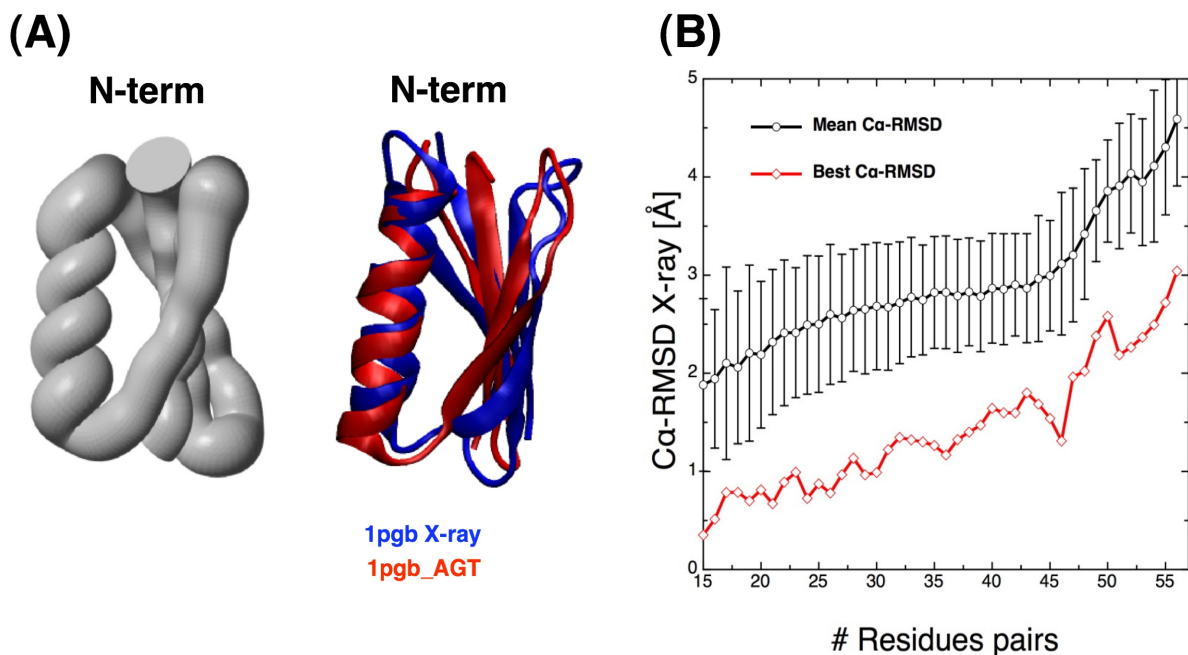 (A)
N-term
N-term
1pgb X-ray
1pgb_AGT
(B)
Cα-RMSD X-ray [Å]
5
4
3
2
1
0
Mean Cα-RMSD
Best Cα-RMSD
15 20 25 30 35 40 45 50 55
# Residues pairs